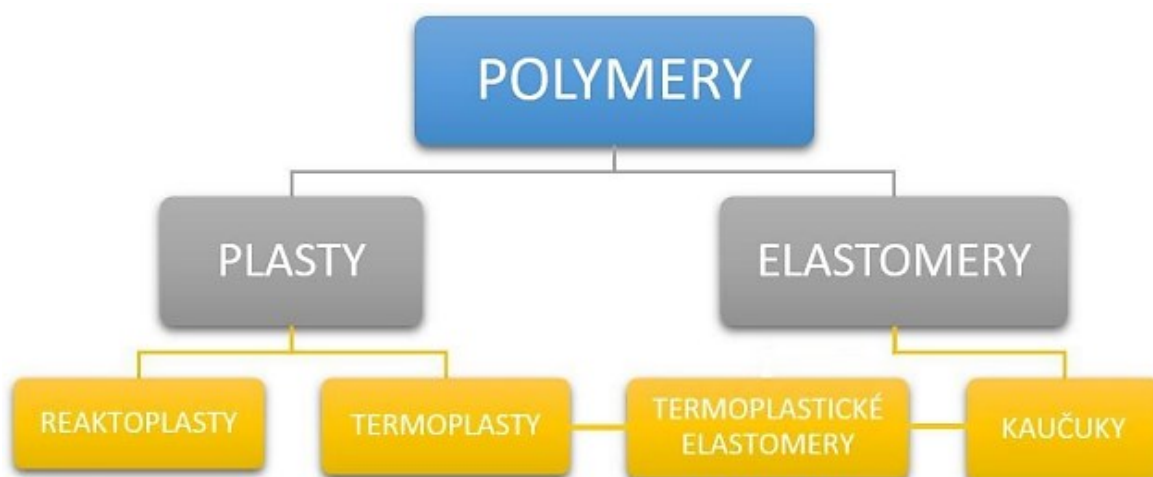 POLYMERY
PLASTY
ELASTOMERY
REAKTOPLASTY
TERMOPLASTY
TERMOPLASTICKÉ
ELASTOMERY
KAUČUKY